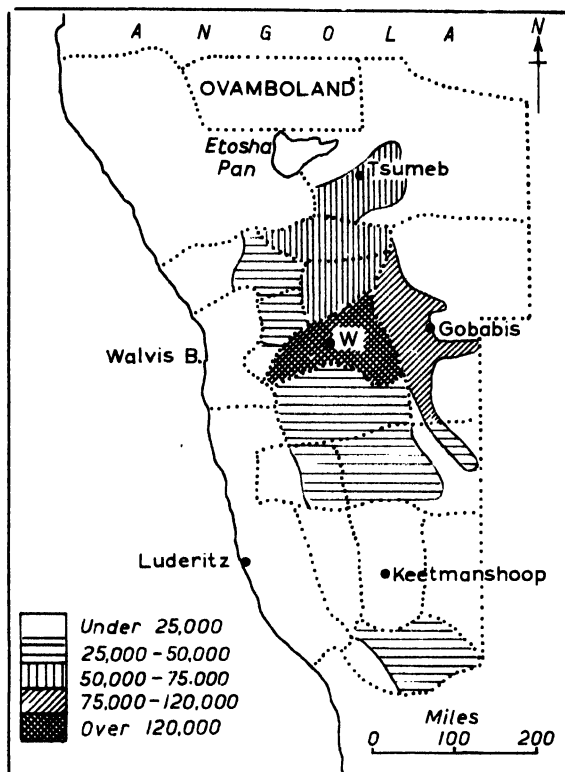 A N G O L A
N
OVAMBOLAND
Etosha
Pan
Tsumeb
Gobabis
W
Walvis B.
Luderitz
Keetmanshoop
Under 25,000
25,000-50,000
50,000-75.000
75.000-120,000
Over 120,000
Miles
0 100 200